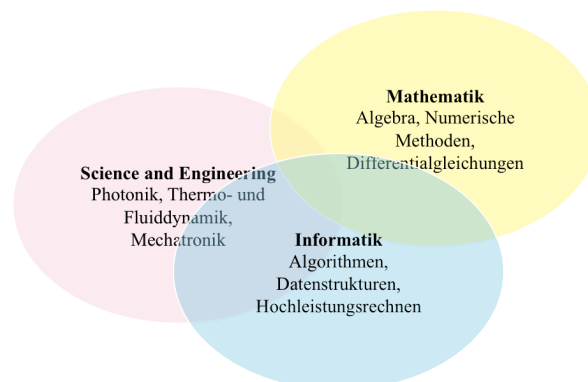 Mathematik
Algebra, Numerische
Methoden,
Differentialgleichungen
Science and Engineering
Photonik, Thermo- und
Fluiddynamik,
Mechatronik
Informatik
Algorithmen,
Datenstrukturen,
Hochleistungsrechnen